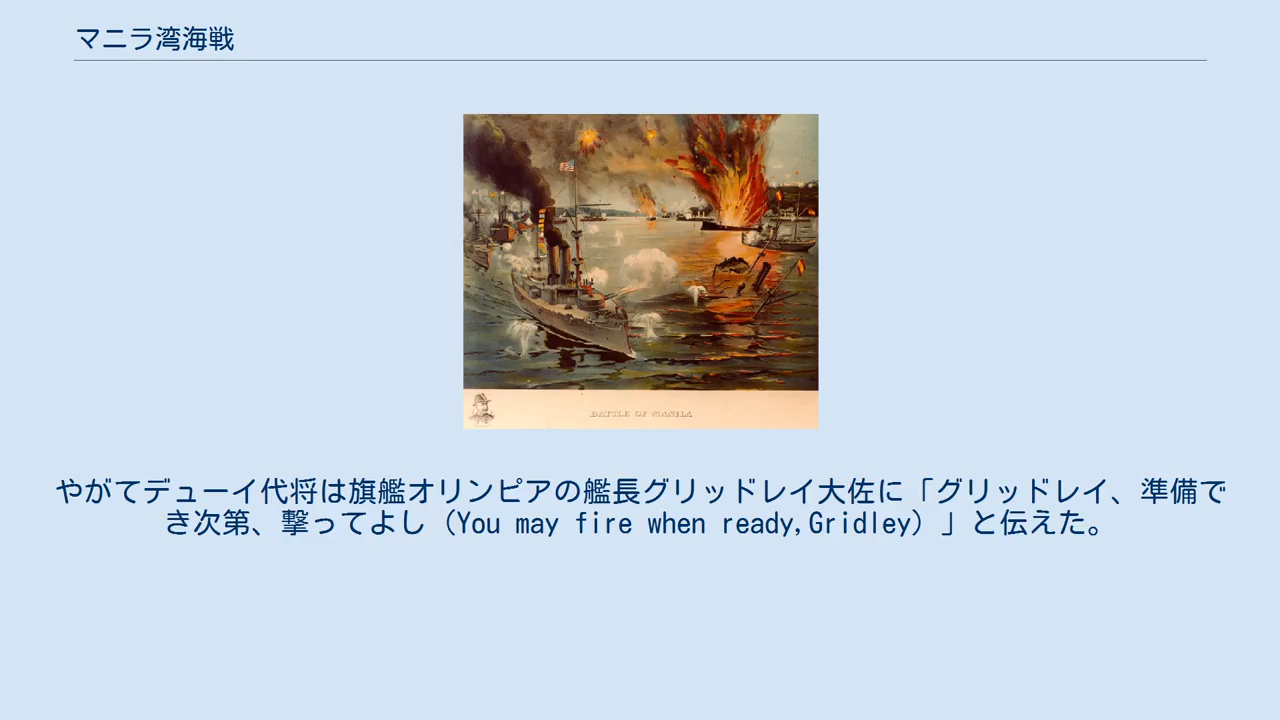 マニラ湾海戦
BATTLE OF MANILA
やがてデューイ代将は旗艦オリンピアの艦長グリッドレイ大佐に「グリッドレイ、準備で
き次第、撃ってよし（You may fire when ready,Gridley）」と伝えた。